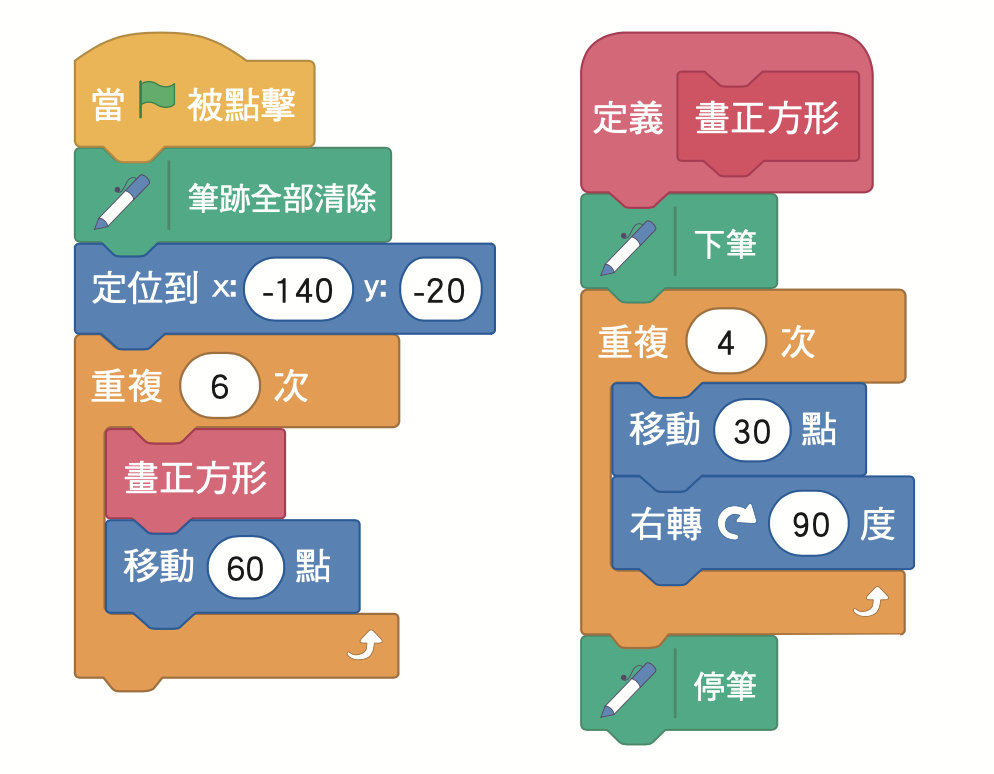 當 被點擊
筆跡全部清除
定位到 x: -140 y: -20
重複 6 次
畫正方形
移動 60 點
定義 畫正方形
下筆
重複 4 次
移動 30 點
右轉 90 度
停筆